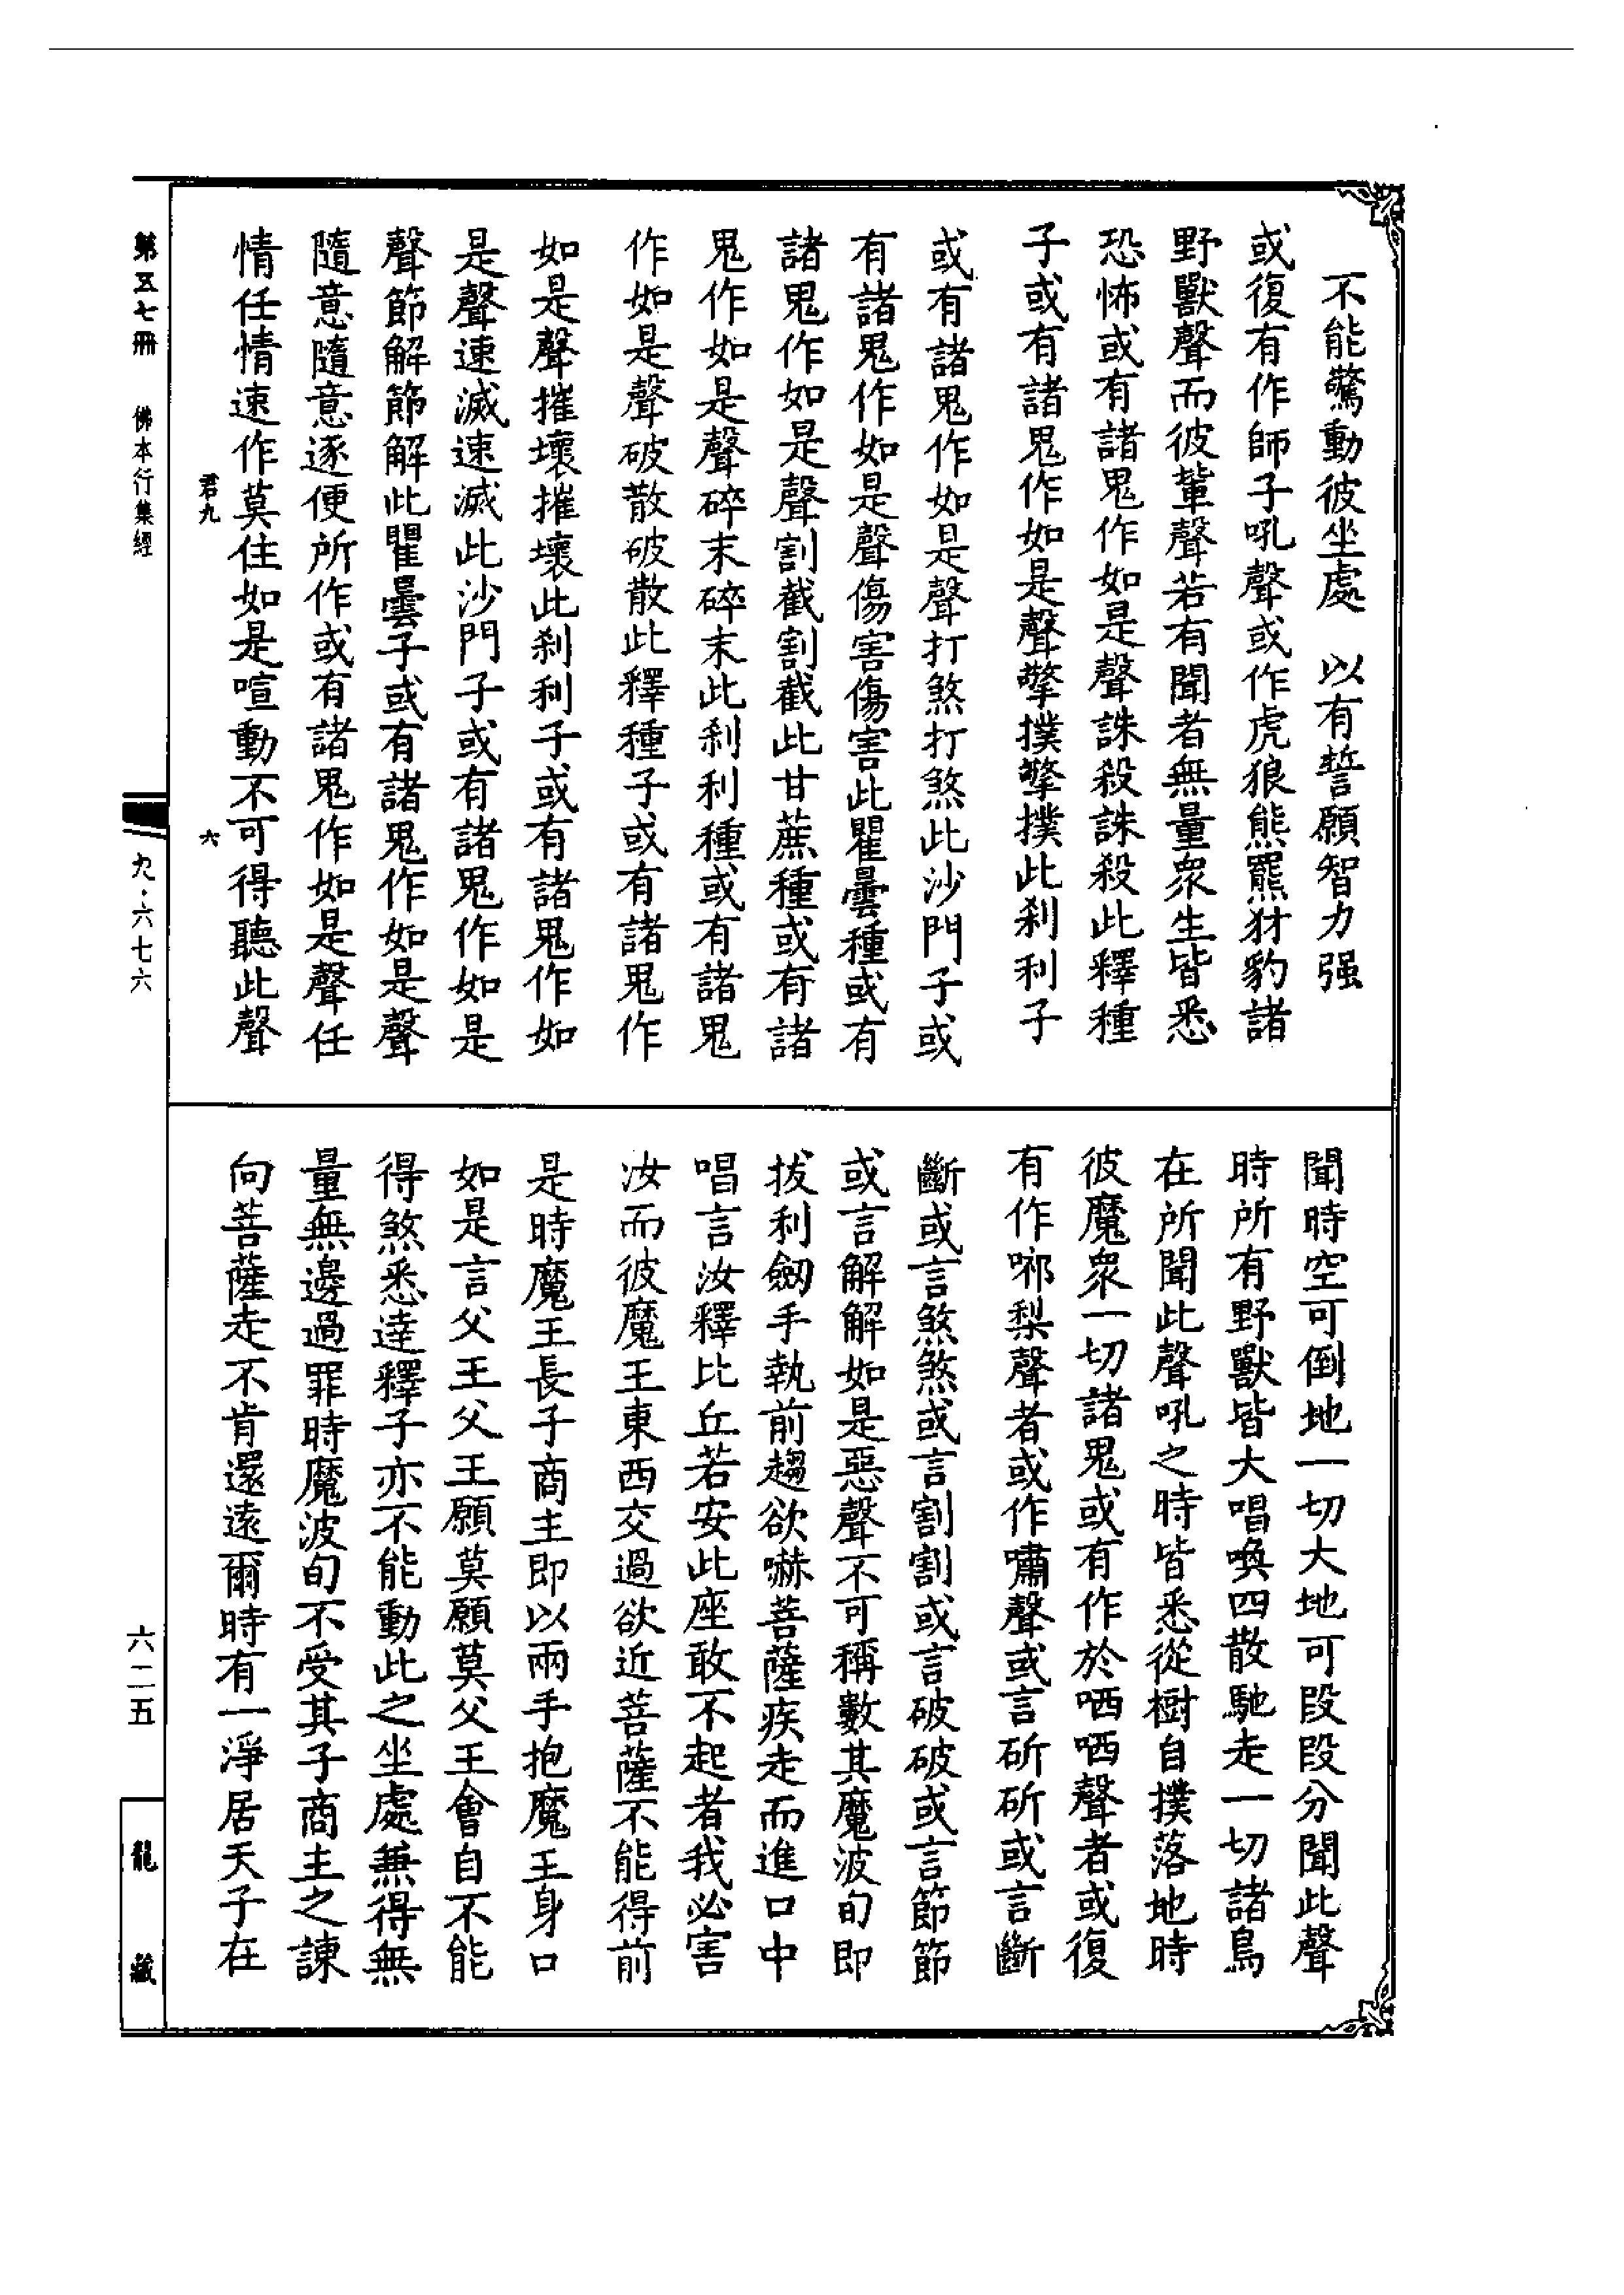 不能驚動彼坐處　以有誓願智力强
或復有作師子吼聲或作虎狼熊羆犲豹諸
野獸聲而彼輩聲若有聞者無量衆生皆悉
恐怖或有諸鬼作如是聲誅殺誅殺此釋種
子或有諸鬼作如是聲擎撲擎撲此刹利子
或有諸鬼作如是聲打煞打煞此沙門子或
有諸鬼作如是聲傷害傷害此瞿曇種或有
諸鬼作如是聲割截割截此甘蔗種或有諸
鬼作如是聲碎末碎末此刹利種或有諸鬼
作如是聲破散破散此釋種子或有諸鬼作
如是聲摧壞摧壞此刹利子或有諸鬼作如
是聲速滅速滅此沙門子或有諸鬼作如是
聲節解節解此瞿曇子或有諸鬼作如是聲
隨意隨意逐便所作或有諸鬼作如是聲任
情任情速作莫住如是喧動不可得聽此聲
君九　六
聞時空可倒地一切大地可段段分聞此聲
時所有野獸皆大唱喚四散馳走一切諸鳥
在所聞此聲吼之時皆悉從樹自撲落地時
彼魔衆一切諸鬼或有作於哂哂聲者或復
有作㖿梨聲者或作嘯聲或言斫斫或言斷
斷或言煞煞或言割割或言破破或言節節
或言解解如是惡聲不可稱數其魔波旬即
拔利劒手執前趨欲嚇菩薩疾走而進口中
唱言汝釋比丘若安此座敢不起者我必害
汝而彼魔王東西交過欲近菩薩不能得前
是時魔王長子商主即以兩手抱魔王身口
如是言父王父王願莫願莫父王會自不能
得煞悉達釋子亦不能動此之坐處兼得無
量無邊過罪時魔波旬不受其子商主之諫
向菩薩走不肯還遠爾時有一淨居天子在
第五七冊　佛本行集經
九·六七六
六二五
龍藏